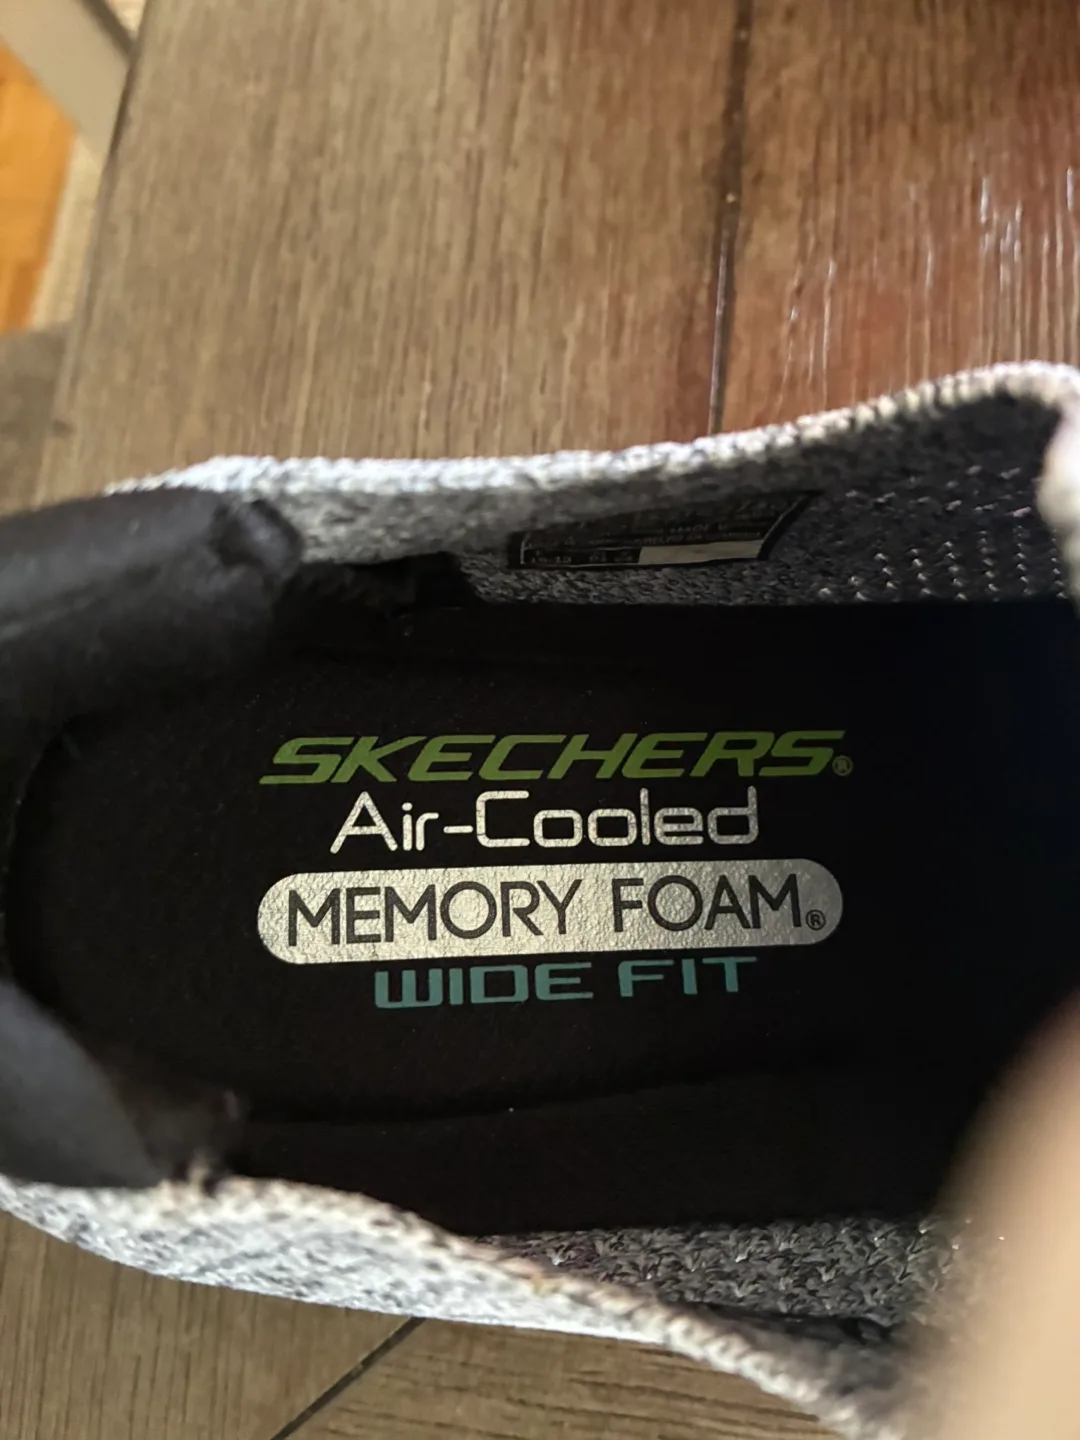 SKECHERS®
Air-Cooled
MEMORY FOAM®
WIDE FIT